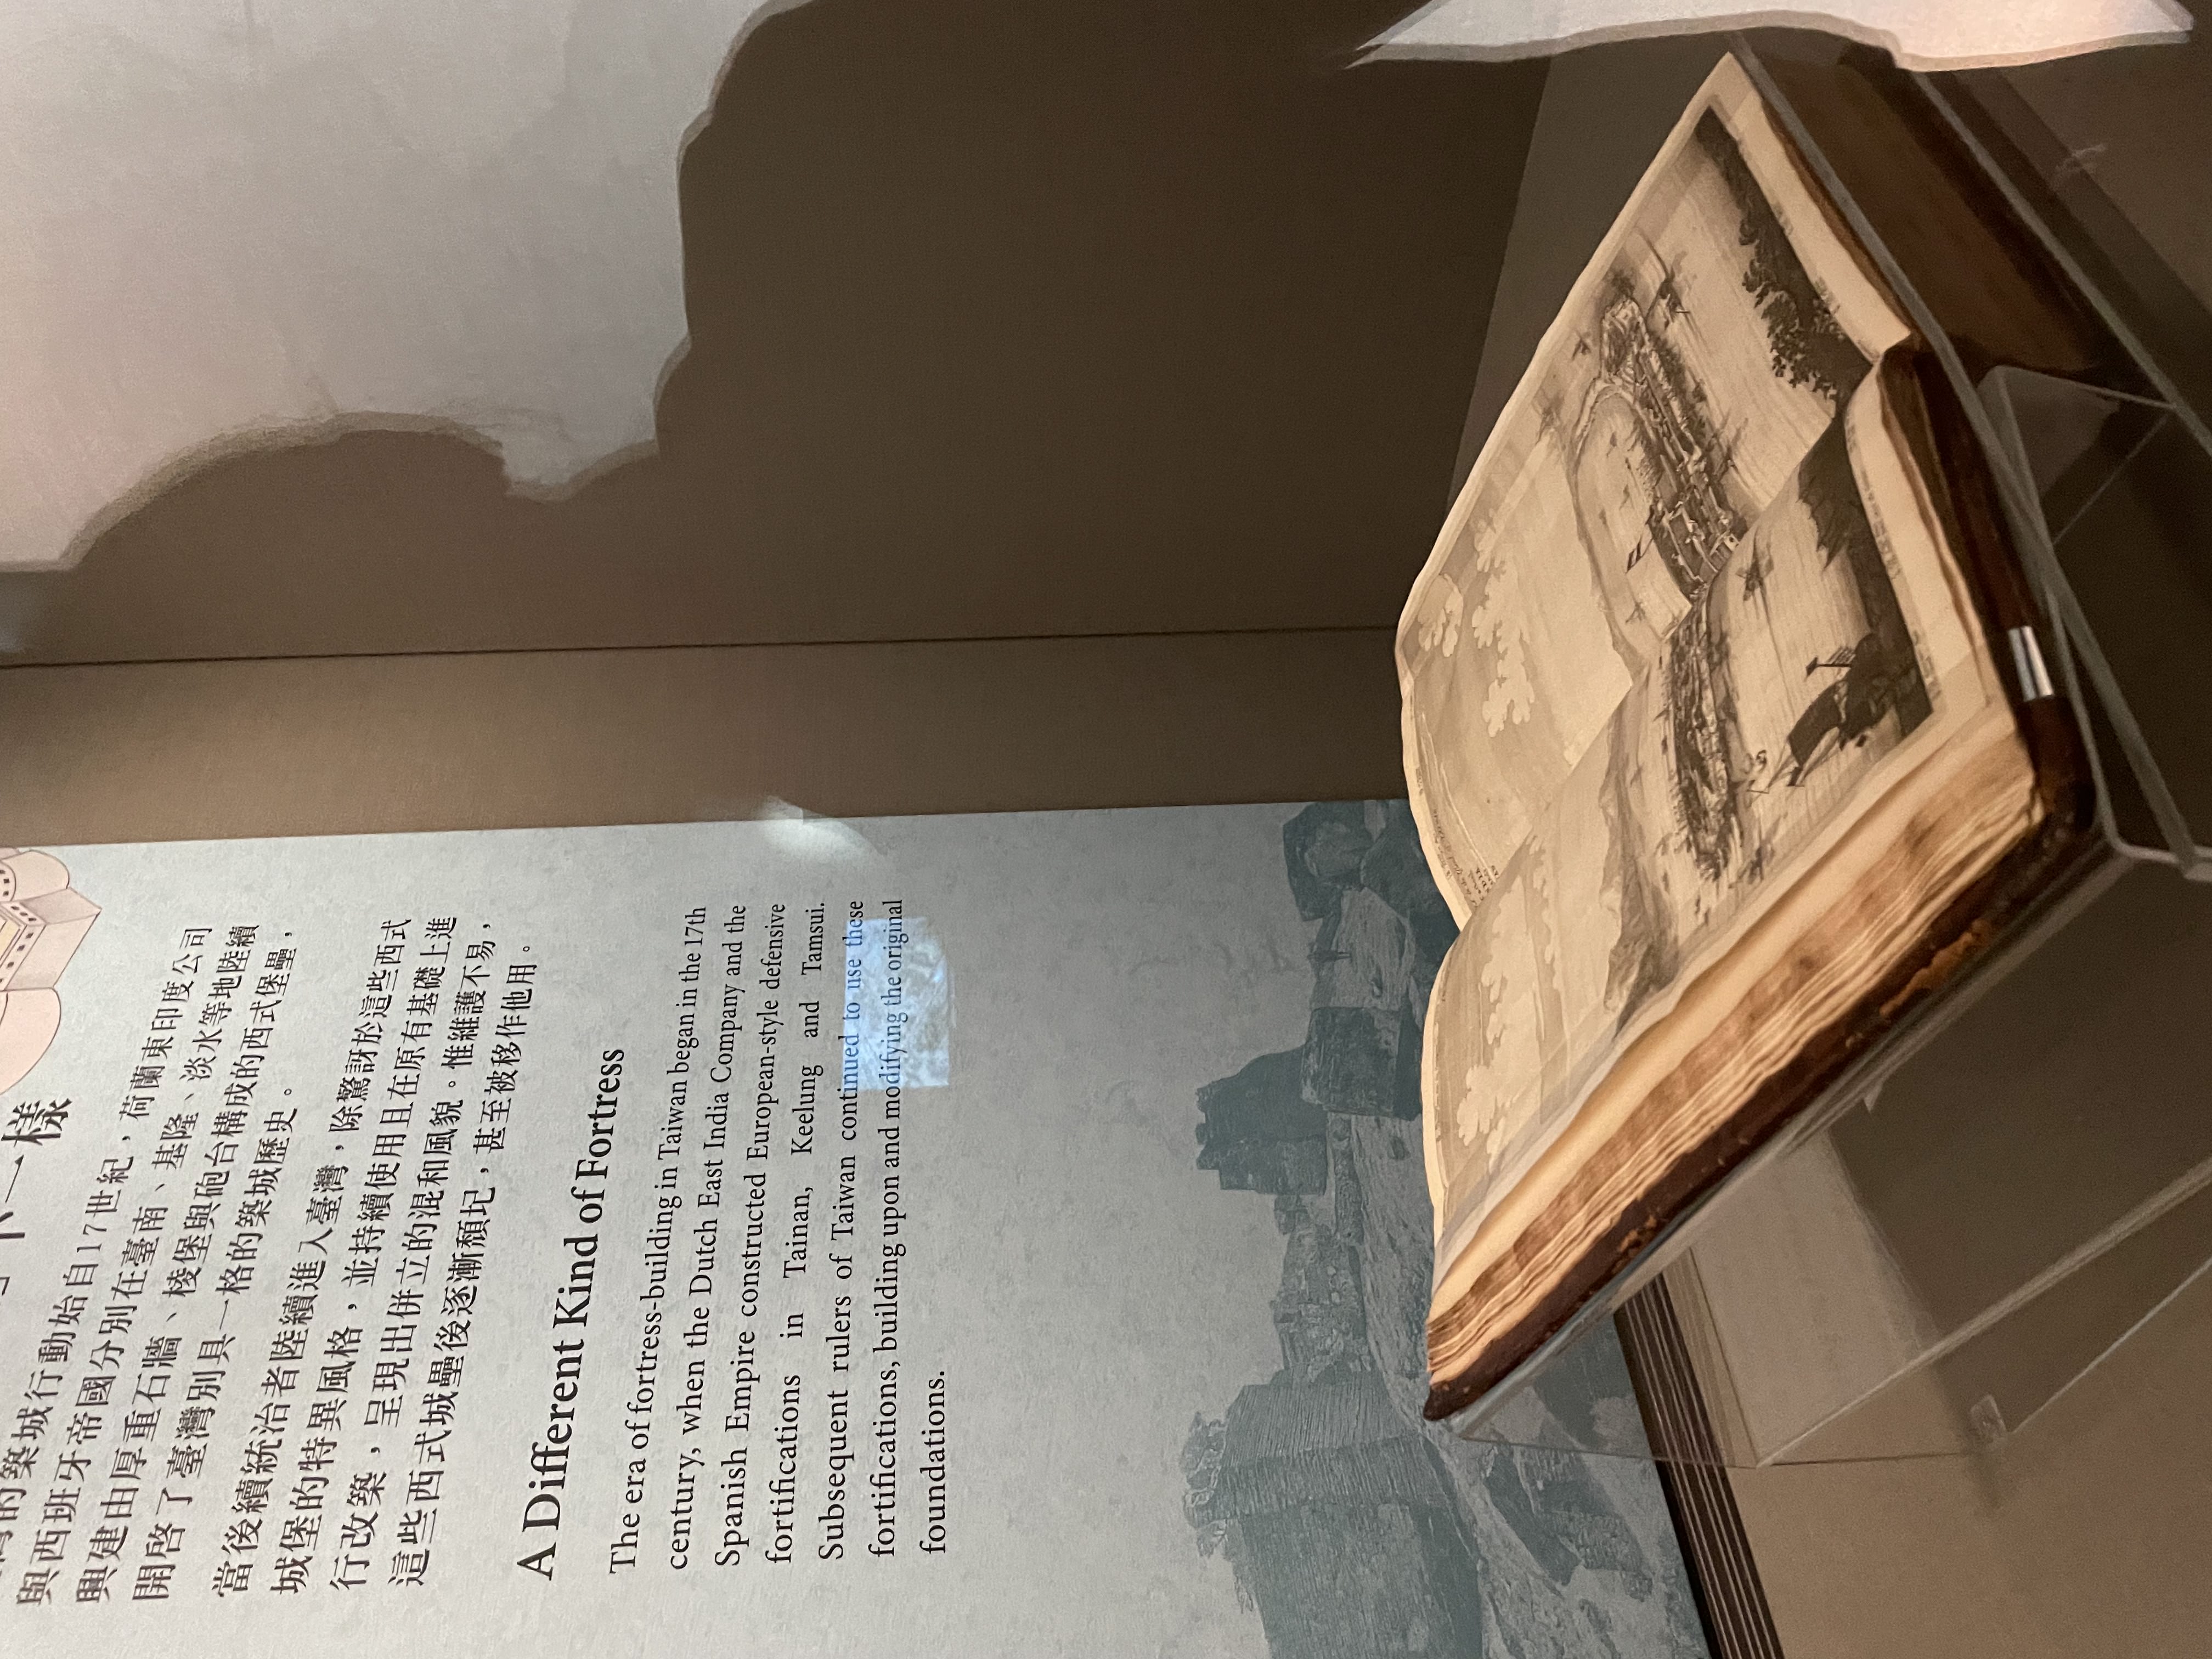 下一樣
的築城行動始自17世紀，荷蘭東印度公司
與西班牙帝國分別在臺南、基隆、淡水等地陸續
興建由厚重石牆、棱堡與砲台構成的西式堡壘，
開啓了臺灣別具一格的築城歷史。
當後續統治者陸續進入臺灣，除驚訝於這些西式
城堡的特異風格，並持續使用且在原有基礎上進
行改築，呈現出併立的混和風貌。惟維護不易，
這些西式城壘後逐漸頹圮，甚至被移作他用。
A Different Kind of Fortress
The era of fortress-building in Taiwan began in the 17th
century, when the Dutch East India Company and the
Spanish Empire constructed European-style defensive
fortifications in Tainan, Keelung and Tamsui.
Subsequent rulers of Taiwan continued to use these
fortifications, building upon and modifying the original
foundations.